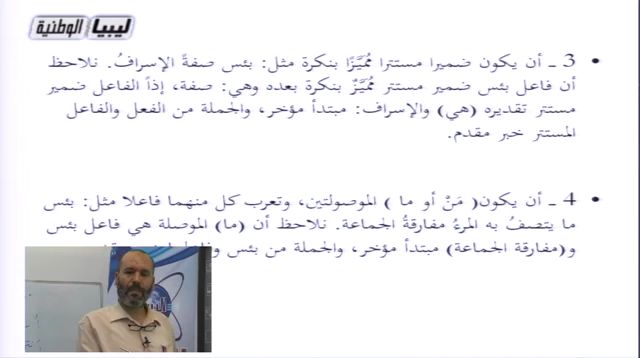 ليبيا الوطنية
3 ـ أن يكون ضميرا مستترا مُمَيَّزًا بنكرة مثل: بئس صفةً الإسرافُ. نلاحظ
أن فاعل بئس ضمير مستتر مُمَيَّزٌ بنكرة بعده وهي: صفة، إذاً الفاعل ضمير
مستتر تقديره (هي) والإسراف: مبتدأ مؤخر، والجملة من الفعل والفاعل
المستتر خبر مقدم.
4 ـ أن يكون( مَنْ أو ما ) الموصولتين، وتعرب كل منهما فاعلا مثل: بئس
ما يتصفُ به المرءُ مفارقةُ الجماعة. نلاحظ أن (ما) الموصلة هي فاعل بئس
و(مفارقة الجماعة) مبتدأ مؤخر، والجملة من بئس